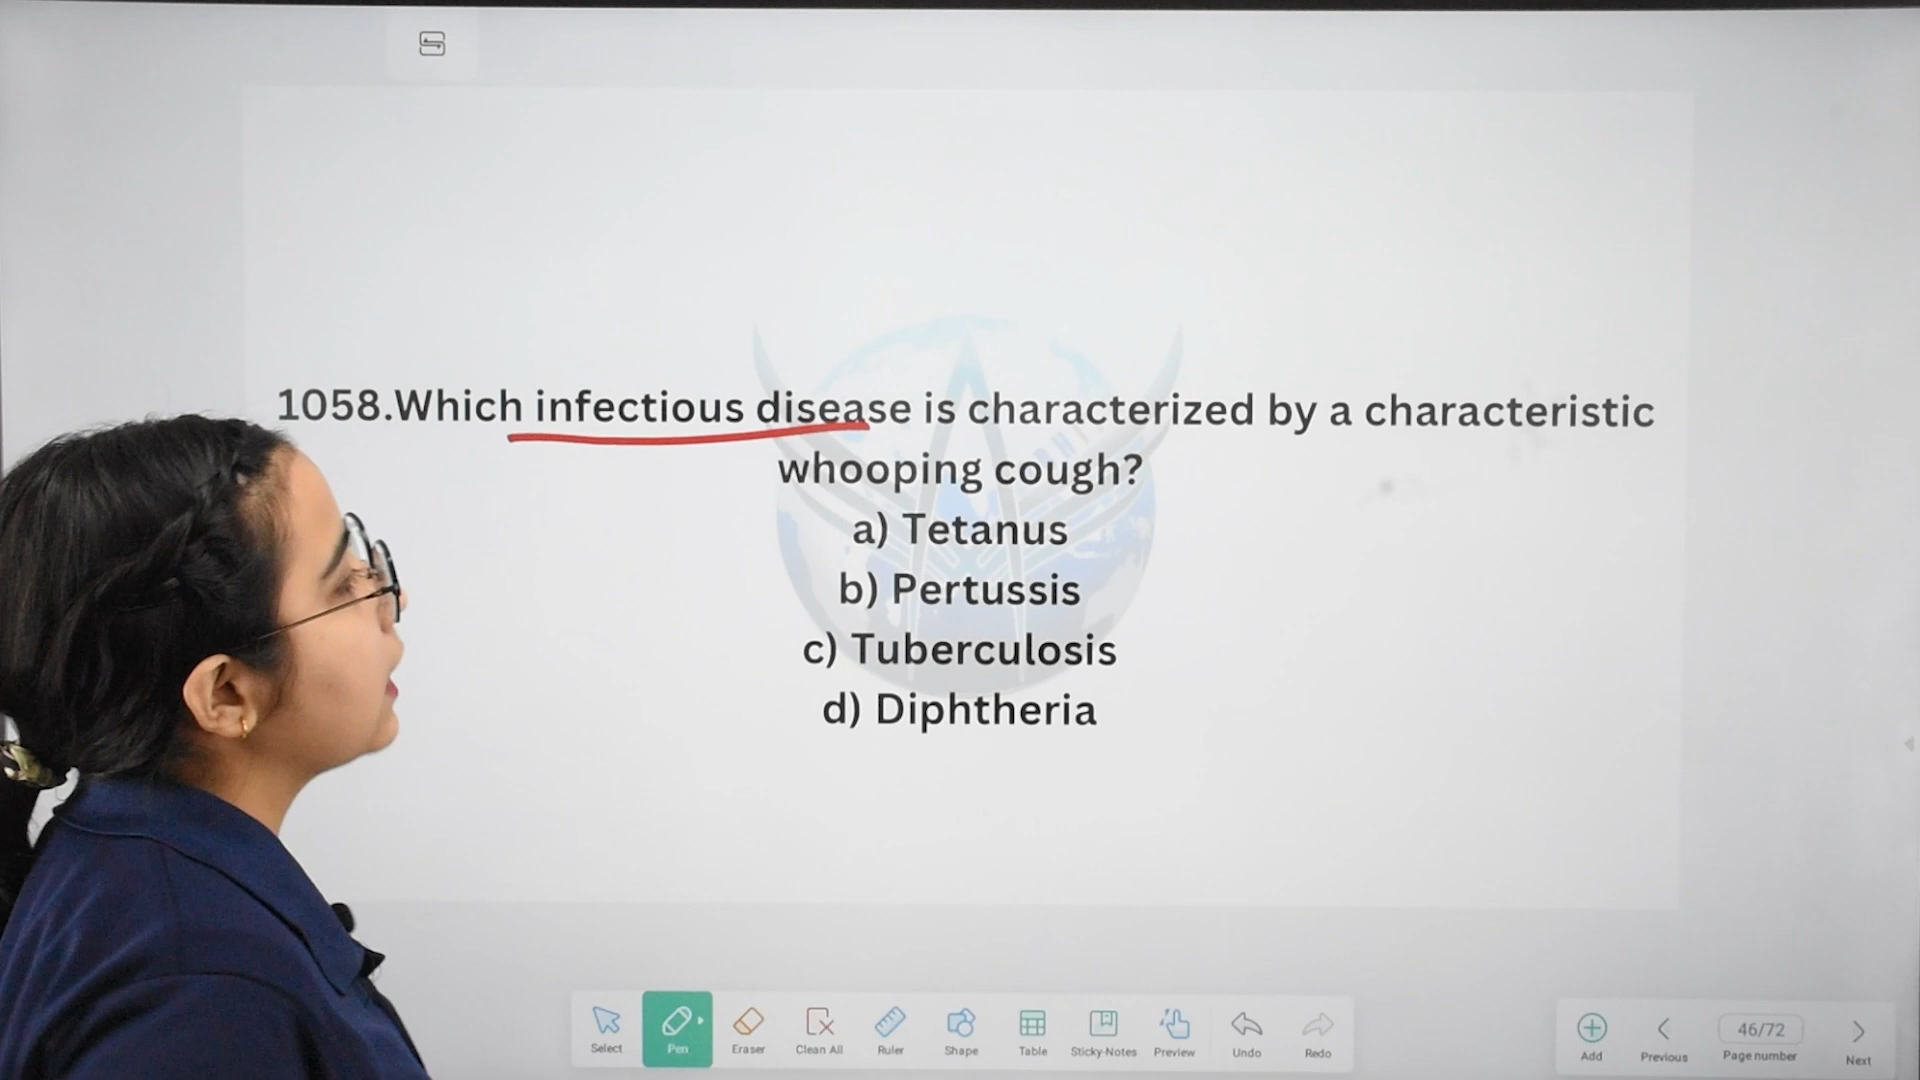 1058.Which infectious disease is characterized by a characteristic
whooping cough?
a) Tetanus
b) Pertussis
c) Tuberculosis
d) Diphtheria
Select
Pen
Eraser
Clean All
Ruler
Shape
Table
Sticky-Notes
Preview
Undo
Redo
Add
Previous
46/72
Page number
Next